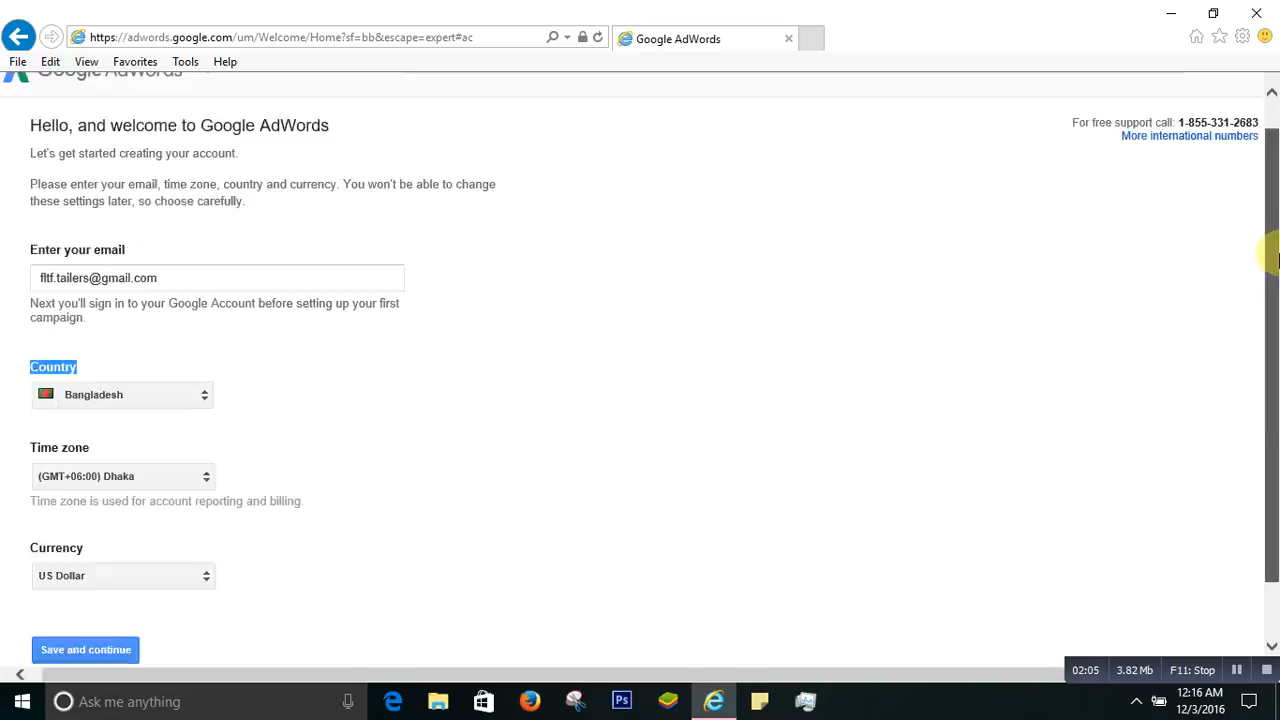 https://adwords.google.com/um/Welcome/Home?sf=bb&escape=expert#ac
Google AdWords
File Edit View Favorites Tools Help
Google AdWords
Hello, and welcome to Google AdWords
For free support call: 1-855-331-2683
More international numbers
Let's get started creating your account.
Please enter your email, time zone, country and currency. You won't be able to change
these settings later, so choose carefully.
Enter your email
fltf.tailers@gmail.com
Next you'll sign in to your Google Account before setting up your first
campaign.
Country
Bangladesh
Time zone
(GMT+06:00) Dhaka
Time zone is used for account reporting and billing.
Currency
US Dollar
Save and continue
02:05 3.82 Mb F11: Stop
Ask me anything
Ps
12:16 AM
12/3/2016